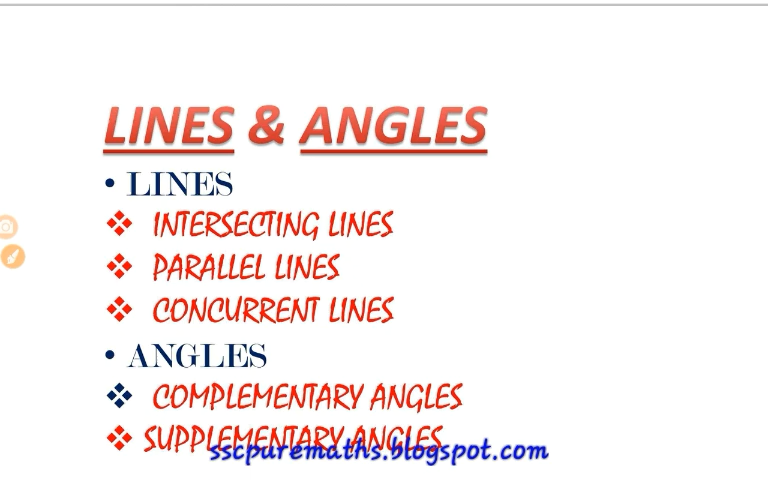 LINES & ANGLES
• LINES
❖ INTERSECTING LINES
❖ PARALLEL LINES
❖ CONCURRENT LINES
• ANGLES
❖ COMPLEMENTARY ANGLES
❖ SUPPLEMENTARY ANGLES
sscpuremaths.blogspot.com